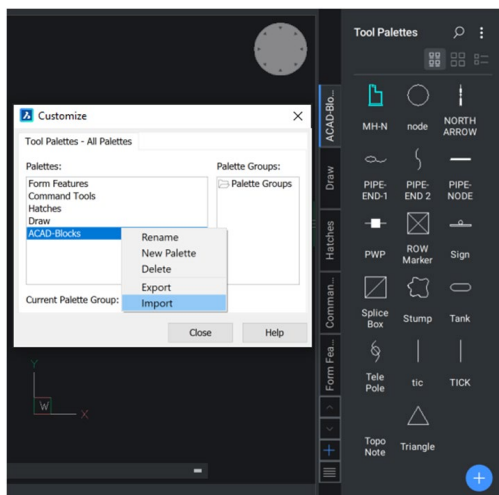 Tool Palettes
Customize
Tool Palettes - All Palettes
Palettes:
Form Features
Command Tools
Hatches
Draw
ACAD-Blocks
Palette Groups:
Palette Groups
Rename
New Palette
Delete
Export
Import
Current Palette Group:
Close
Help
Y
W
X
ACAD-Blo...
Draw
Hatches
Comman...
Form Fea...
MH-N
node
NORTH
ARROW
PIPE-
END-1
PIPE-
END 2
PIPE-
NODE
PWP
ROW
Marker
Sign
Splice
Box
Stump
Tank
Tele
Pole
tic
TICK
Topo
Note
Triangle